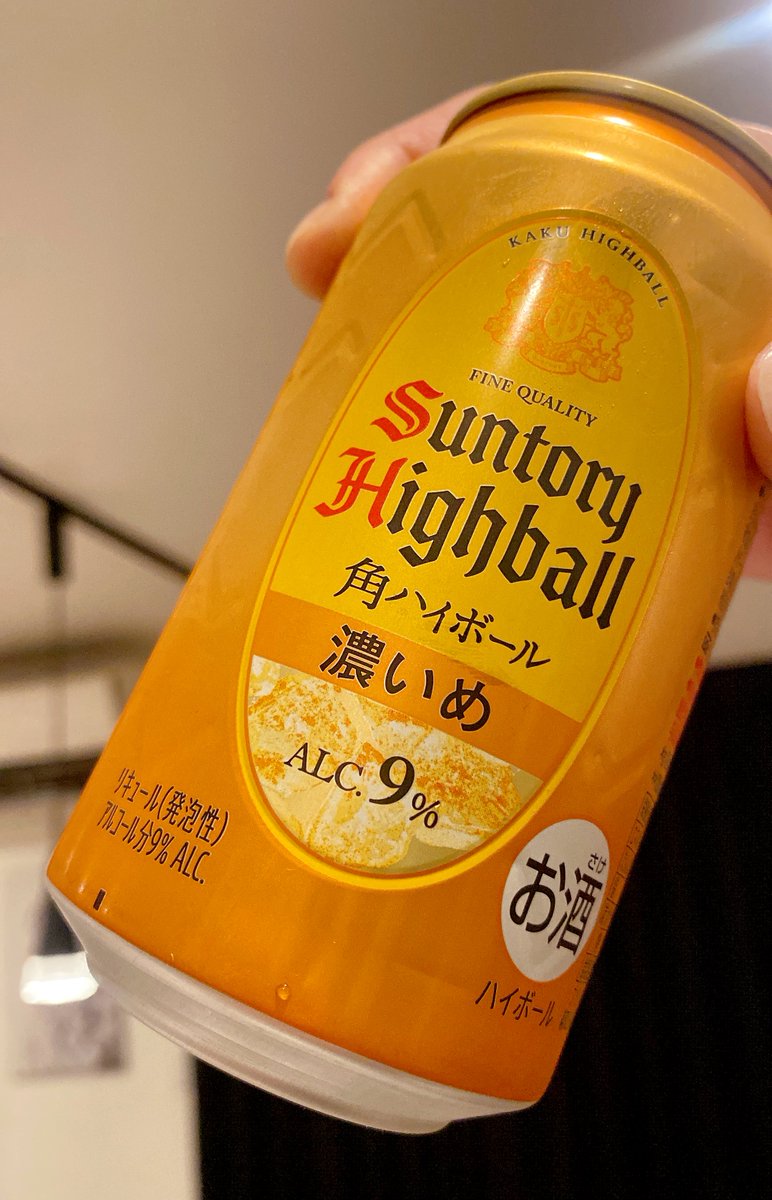 KAKU HIGHBALL
FINE QUALITY
Suntory
Highball
角ハイボール
濃いめ
ALC.9%
リキュール(発泡性)
アルコール分9% ALC.
さけ
お酒
ハイボール